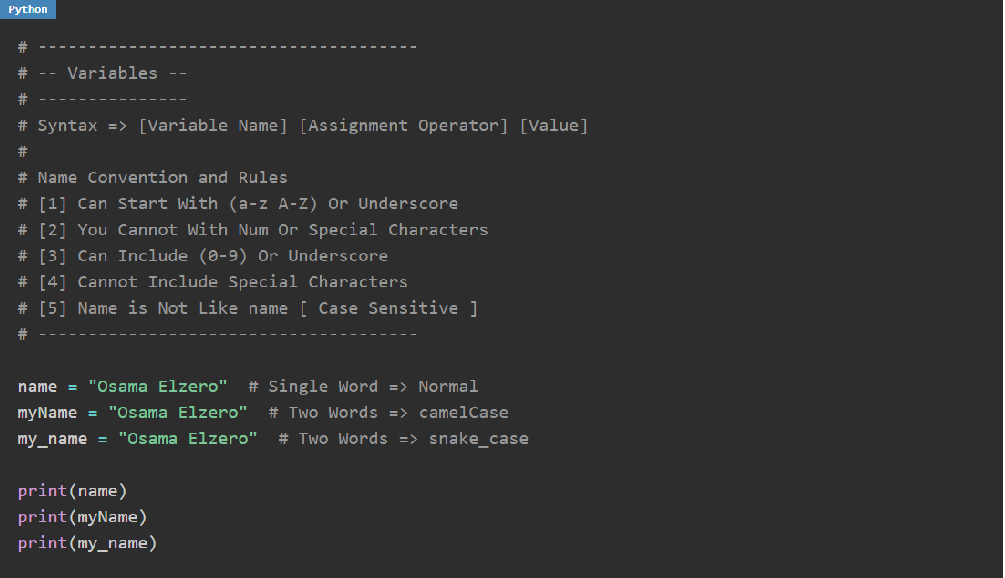 Python
# --------------------------------------
# -- Variables --
# ---------------
# Syntax => [Variable Name] [Assignment Operator] [Value]
#
# Name Convention and Rules
# [1] Can Start With (a-z A-Z) Or Underscore
# [2] You Cannot With Num Or Special Characters
# [3] Can Include (0-9) Or Underscore
# [4] Cannot Include Special Characters
# [5] Name is Not Like name [ Case Sensitive ]
# --------------------------------------
name = "Osama Elzero"  # Single Word => Normal
myName = "Osama Elzero"  # Two Words => camelCase
my_name = "Osama Elzero"  # Two Words => snake_case
print(name)
print(myName)
print(my_name)